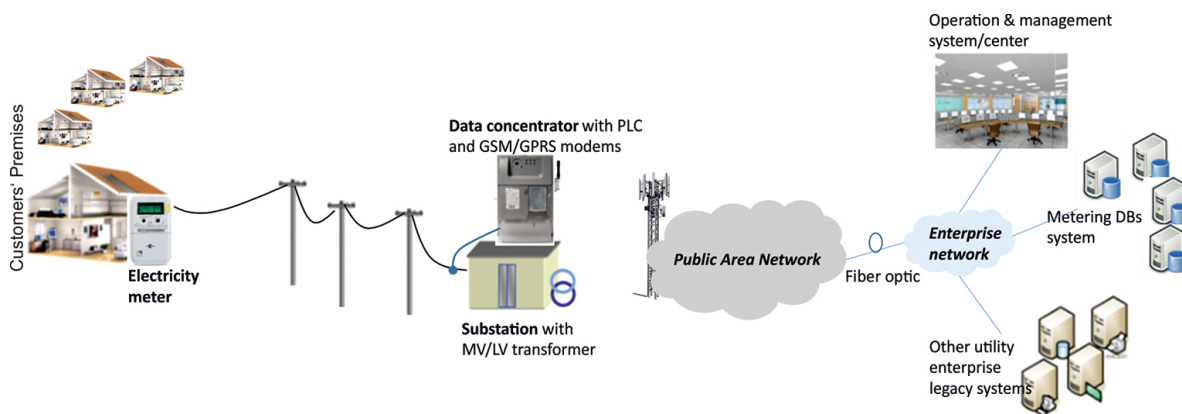 Customers' Premises
Electricity
meter
Data concentrator with PLC
and GSM/GPRS modems
Substation with
MV/LV transformer
Public Area Network
Fiber optic
Enterprise
network
Operation & management
system/center
Metering DBs
system
Other utility
enterprise
legacy systems